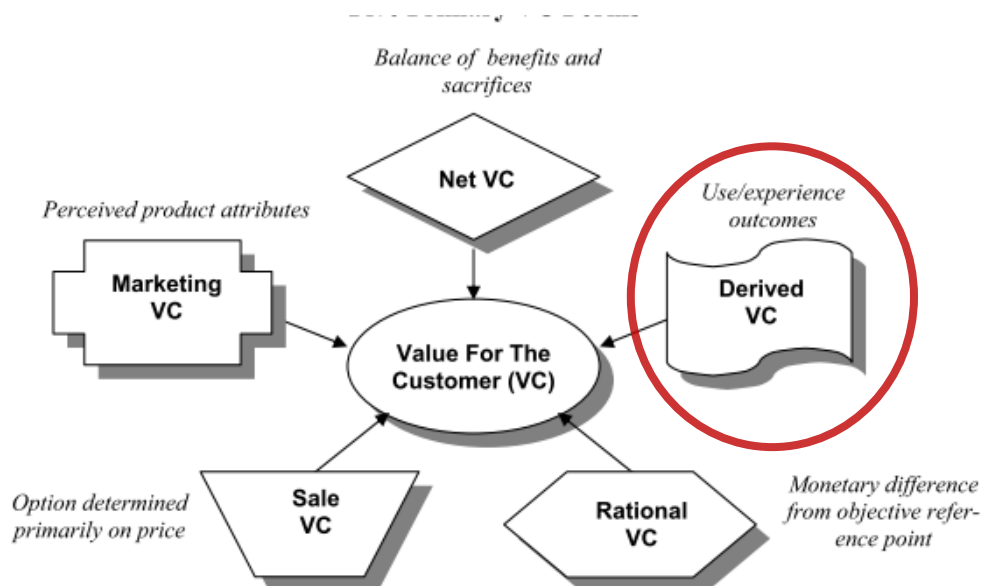 Balance of benefits and
sacrifices
Net VC
Use/experience
outcomes
Perceived product attributes
Marketing
VC
Derived
VC
Value For The
Customer (VC)
Option determined
primarily on price
Sale
VC
Rational
VC
Monetary difference
from objective refer-
ence point